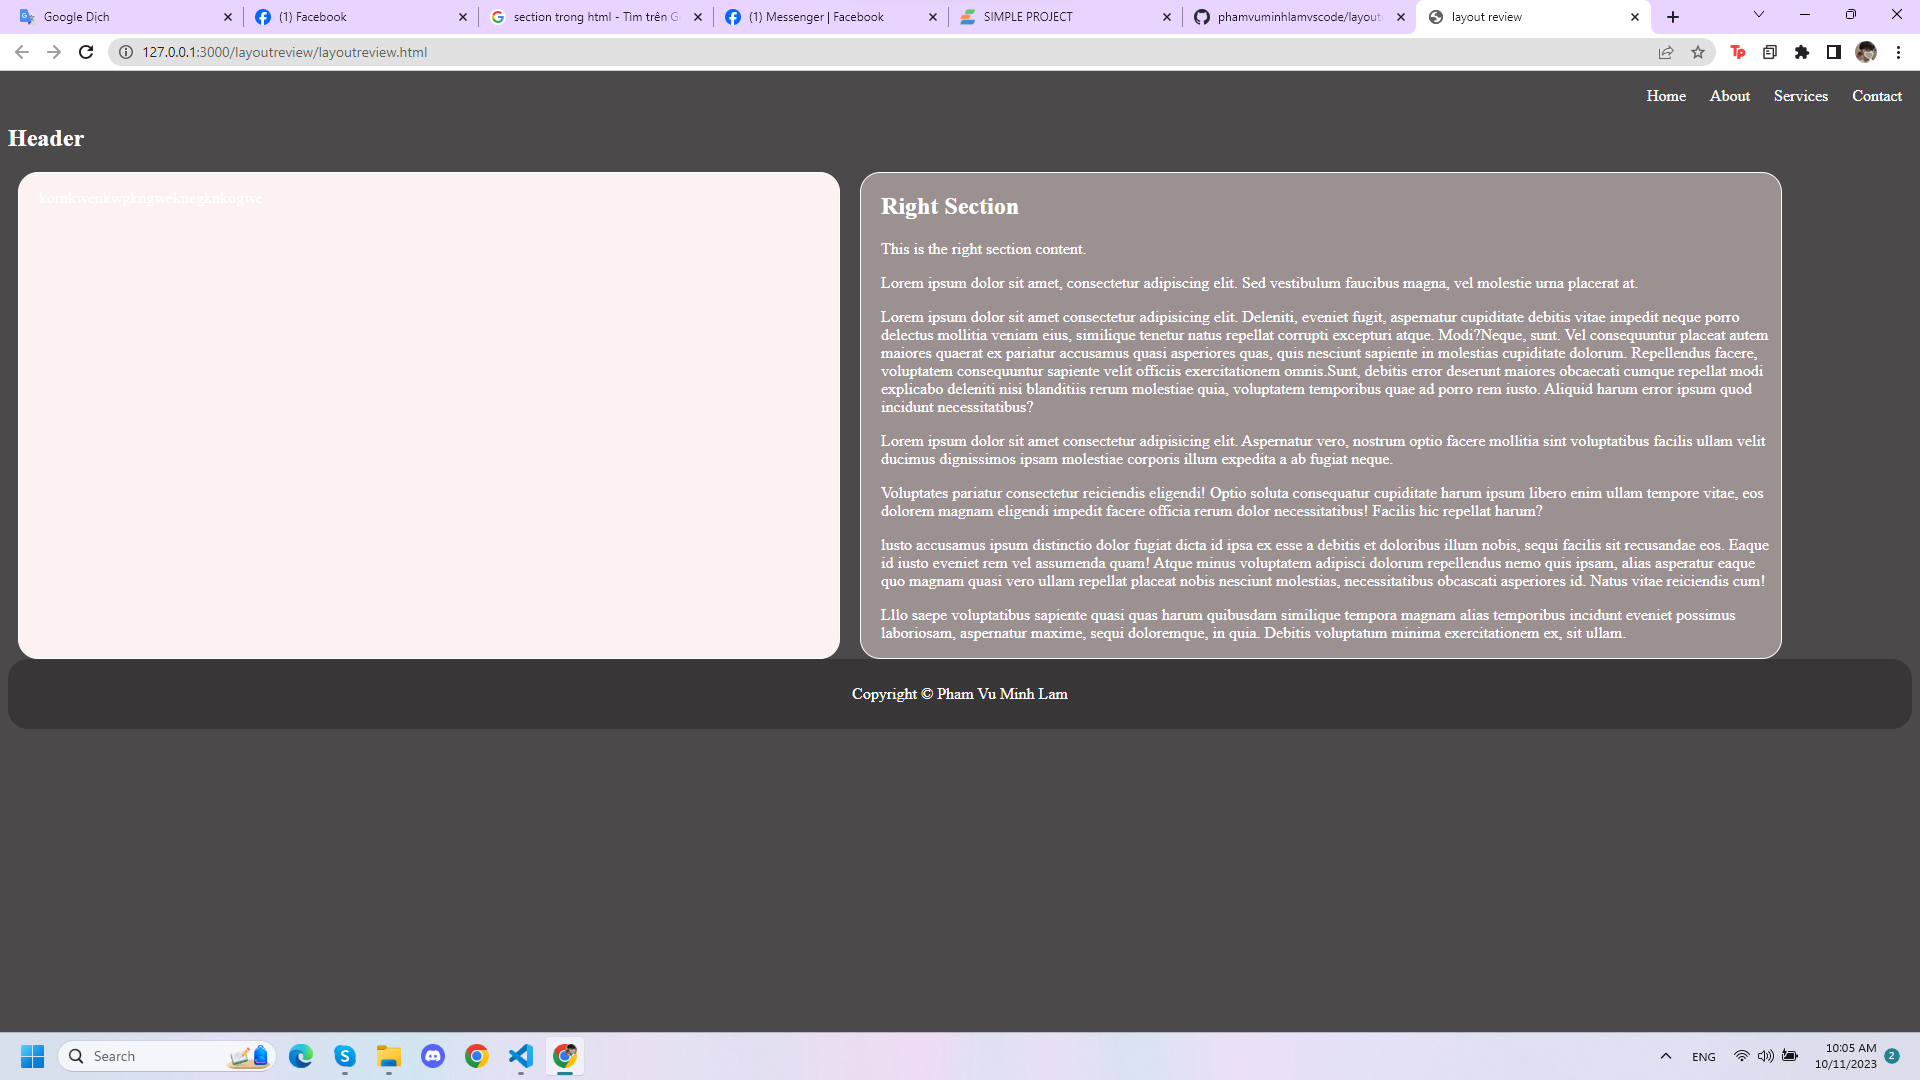 Google Dịch
(1) Facebook
section trong html - Tìm trên G
(1) Messenger | Facebook
SIMPLE PROJECT
phamvuminhlamvscode/layout
layout review
127.0.0.1:3000/layoutreview/layoutreview.html
Tp
Home About Services Contact
Header
Right Section
This is the right section content.
Lorem ipsum dolor sit amet, consectetur adipiscing elit. Sed vestibulum faucibus magna, vel molestie urna placerat at.
Lorem ipsum dolor sit amet consectetur adipisicing elit. Deleniti, eveniet fugit, aspernatur cupiditate debitis vitae impedit neque porro
delectus mollitia veniam eius, similique tenetur natus repellat corrupti excepturi atque. Modi?Neque, sunt. Vel consequuntur placeat autem
maiores quaerat ex pariatur accusamus quasi asperiores quas, quis nesciunt sapiente in molestias cupiditate dolorum. Repellendus facere,
voluptatem consequuntur sapiente velit officiis exercitationem omnis.Sunt, debitis error deserunt maiores obcaecati cumque repellat modi
explicabo deleniti nisi blanditiis rerum molestiae quia, voluptatem temporibus quae ad porro rem iusto. Aliquid harum error ipsum quod
incidunt necessitatibus?
Lorem ipsum dolor sit amet consectetur adipisicing elit. Aspernatur vero, nostrum optio facere mollitia sint voluptatibus facilis ullam velit
ducimus dignissimos ipsam molestiae corporis illum expedita a ab fugiat neque.
Voluptates pariatur consectetur reiciendis eligendi! Optio soluta consequatur cupiditate harum ipsum libero enim ullam tempore vitae, eos
dolorem magnam eligendi impedit facere officia rerum dolor necessitatibus! Facilis hic repellat harum?
lusto accusamus ipsum distinctio dolor fugiat dicta id ipsa ex esse a debitis et doloribus illum nobis, sequi facilis sit recusandae eos. Eaque
id iusto eveniet rem vel assumenda quam! Atque minus voluptatem adipisci dolorum repellendus nemo quis ipsam, alias asperatur eaque
quo magnam quasi vero ullam repellat placeat nobis nesciunt molestias, necessitatibus obcascati asperiores id. Natus vitae reiciendis cum!
Lllo saepe voluptatibus sapiente quasi quas harum quibusdam similique tempora magnam alias temporibus incidunt eveniet possimus
laboriosam, aspernatur maxime, sequi doloremque, in quia. Debitis voluptatum minima exercitationem ex, sit ullam.
Copyright © Pham Vu Minh Lam
Search
ENG
10:05 AM
10/11/2023
2